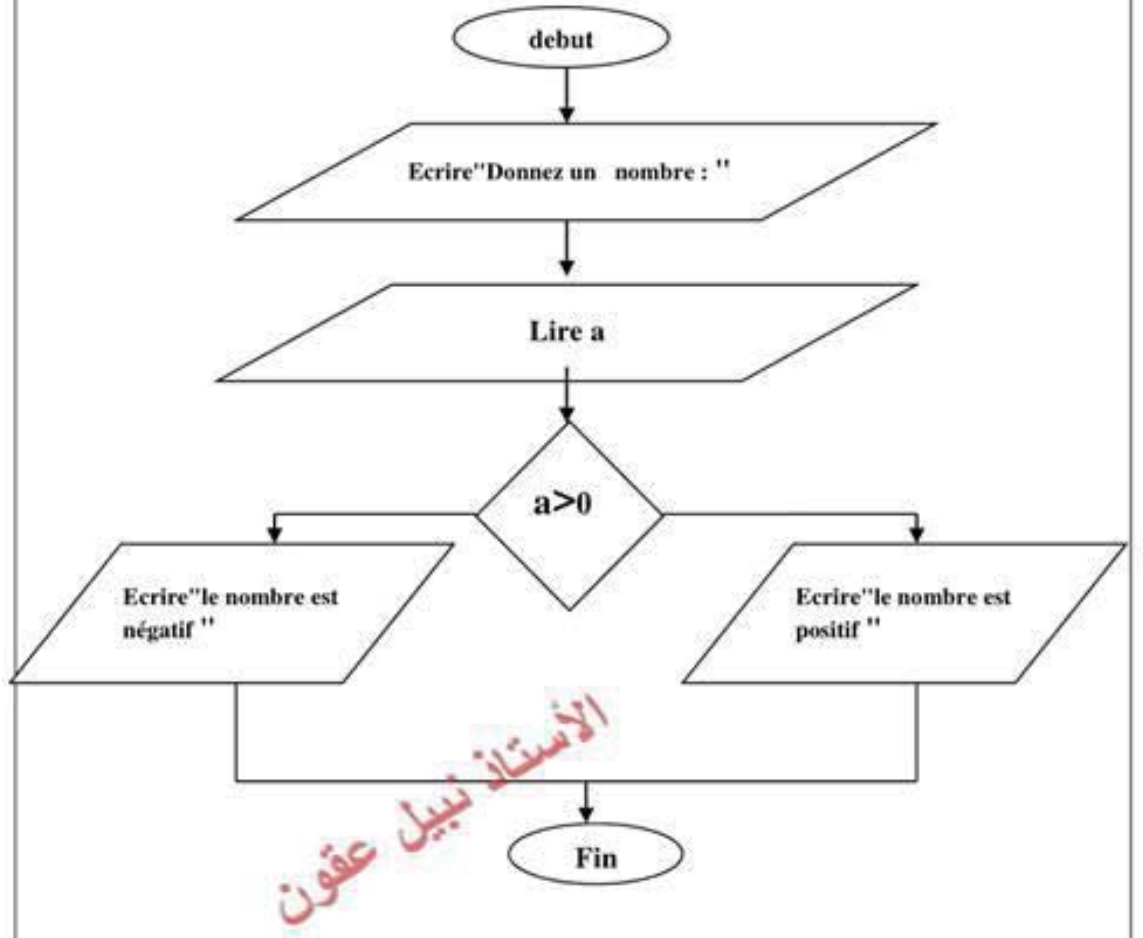 debut
Ecrire"Donnez un nombre : "
Lire a
a>0
Ecrire"le nombre est
négatif "
Ecrire"le nombre est
positif "
الأستاذ نبيل عقون
Fin